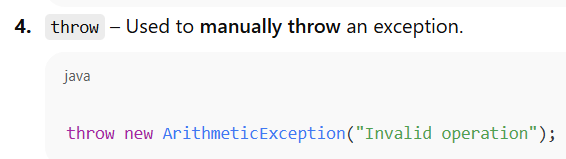 4. throw – Used to manually throw an exception.
java
throw new ArithmeticException("Invalid operation");